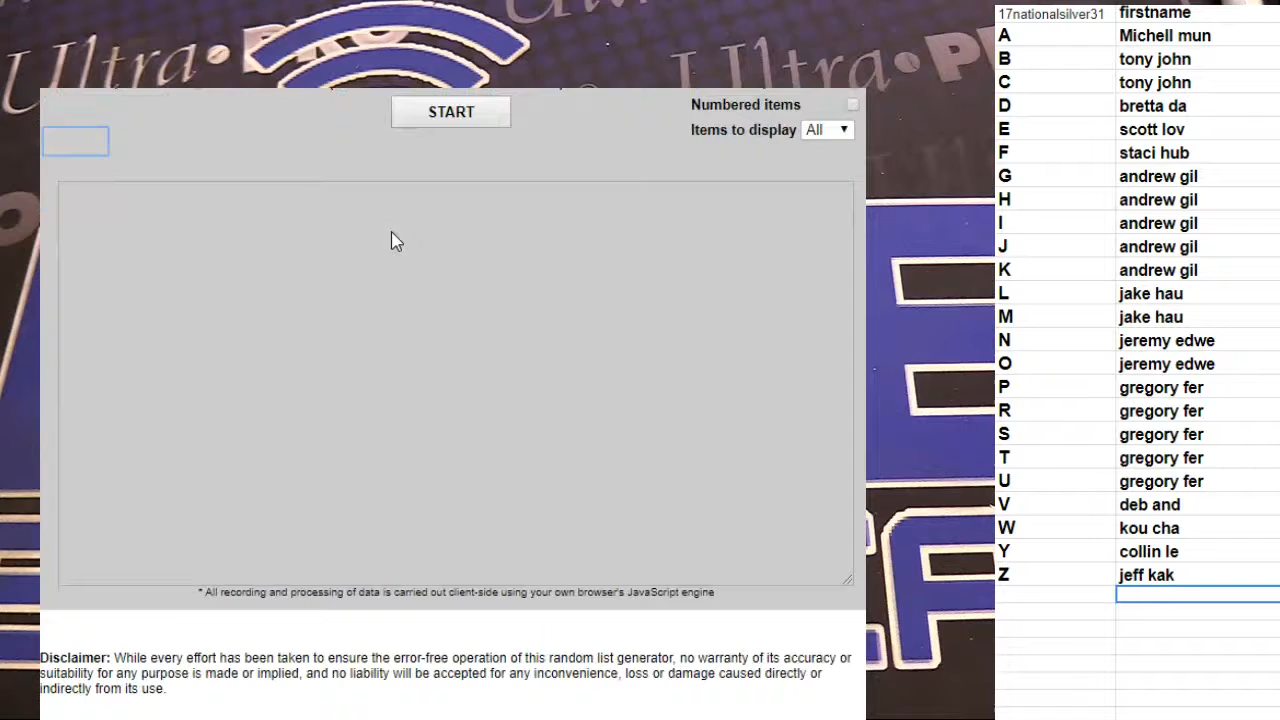 Ultra•PRO
Ultra•PR
START
Numbered items
Items to display All
* All recording and processing of data is carried out client-side using your own browser's JavaScript engine
Disclaimer: While every effort has been taken to ensure the error-free operation of this random list generator, no warranty of its accuracy or
suitability for any purpose is made or implied, and no liability will be accepted for any inconvenience, loss or damage caused directly or
indirectly from its use.
17nationalsilver31 firstname
A Michell mun
B tony john
C tony john
D bretta da
E scott lov
F staci hub
G andrew gil
H andrew gil
I andrew gil
J andrew gil
K andrew gil
L jake hau
M jake hau
N jeremy edwe
O jeremy edwe
P gregory fer
R gregory fer
S gregory fer
T gregory fer
U gregory fer
V deb and
W kou cha
Y collin le
Z jeff kak